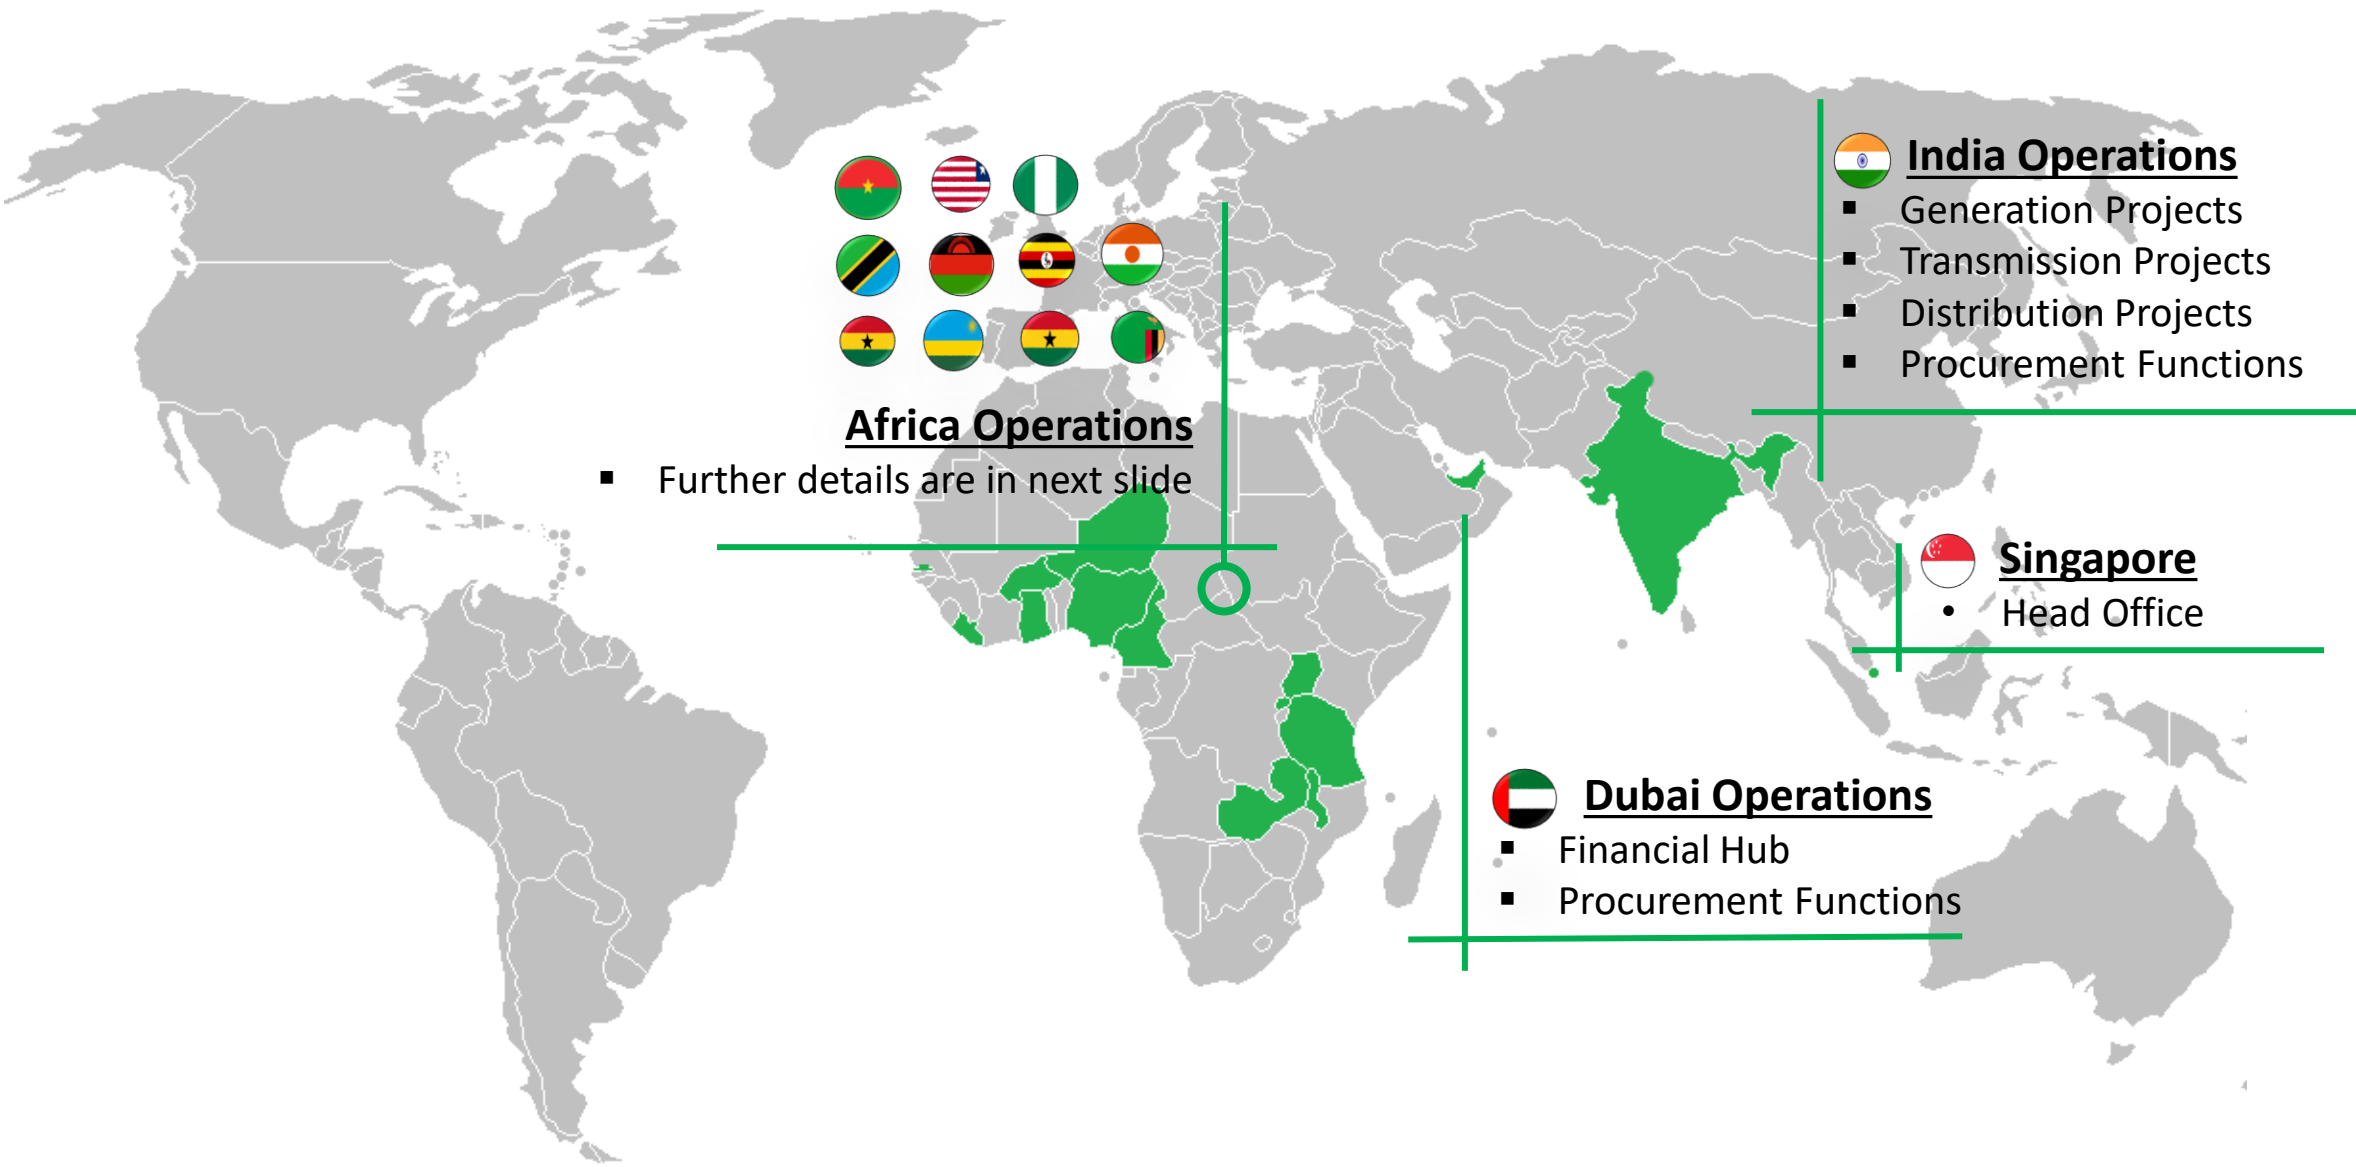 India Operations
▪ Generation Projects
▪ Transmission Projects
▪ Distribution Projects
▪ Procurement Functions
Africa Operations
▪ Further details are in next slide
Singapore
• Head Office
Dubai Operations
▪ Financial Hub
▪ Procurement Functions